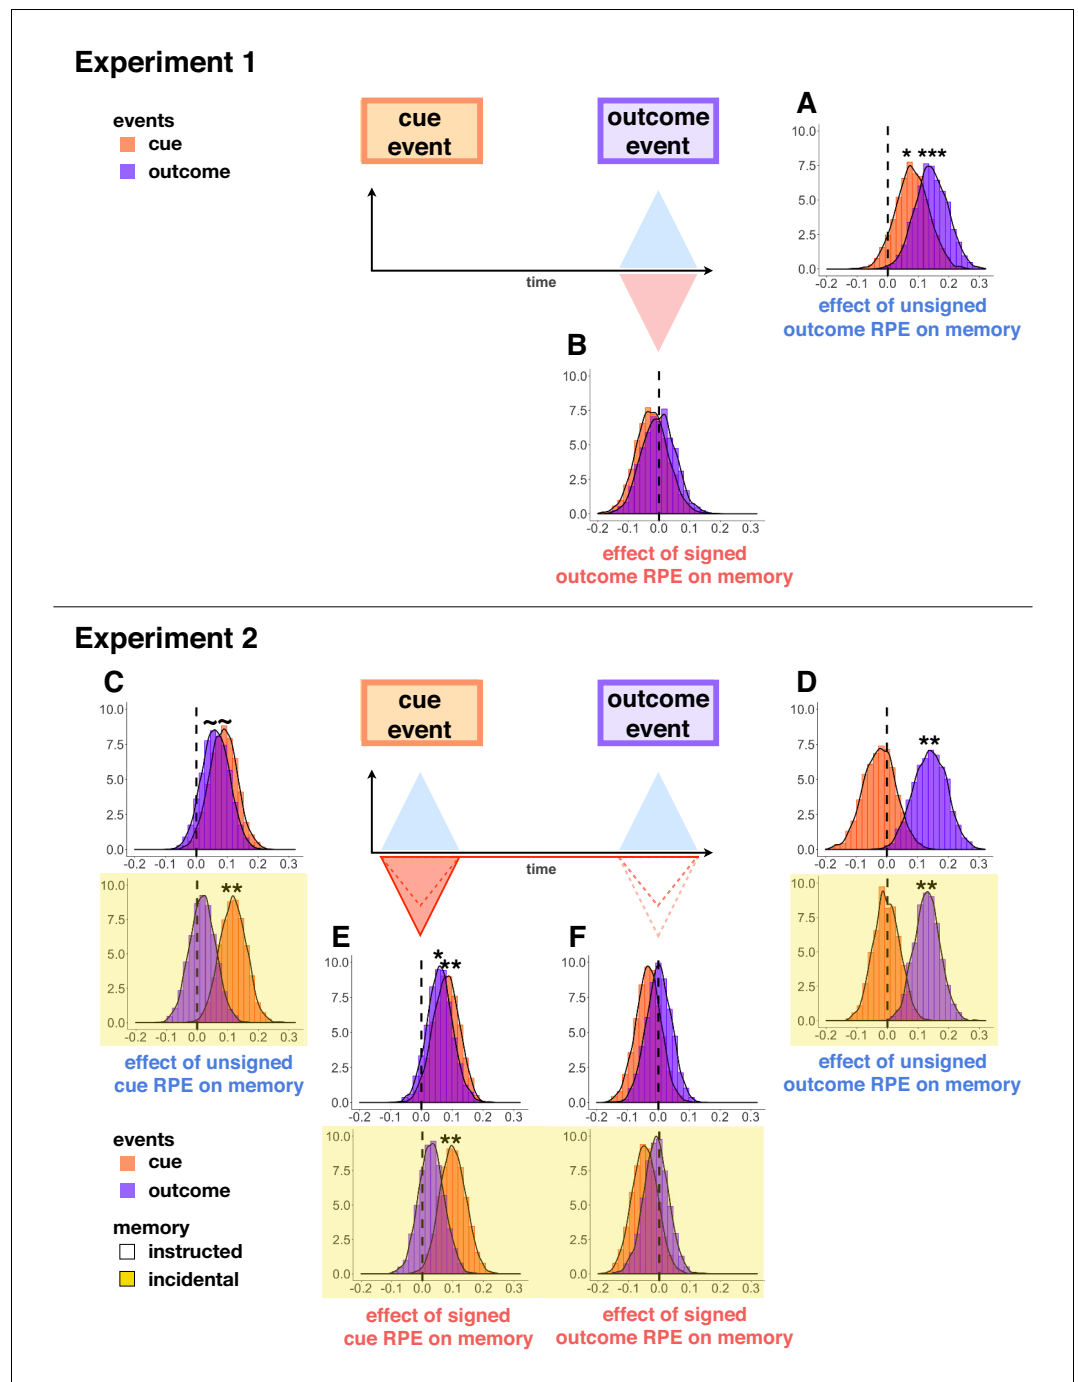 Experiment 1
events
cue
outcome
cue
event
outcome
event
time
A
10.0
7.5
5.0
2.5
0.0
* ***
-0.2 -0.1 0.0 0.1 0.2 0.3
effect of unsigned
outcome RPE on memory
B
10.0
7.5
5.0
2.5
0.0
-0.2 -0.1 0.0 0.1 0.2 0.3
effect of signed
outcome RPE on memory
Experiment 2
C
10.0
7.5
5.0
2.5
0.0
~~
-0.2 -0.1 0.0 0.1 0.2 0.3
10.0
7.5
5.0
2.5
0.0
**
-0.2 -0.1 0.0 0.1 0.2 0.3
effect of unsigned
cue RPE on memory
cue
event
outcome
event
time
D
10.0
7.5
5.0
2.5
0.0
**
-0.2 -0.1 0.0 0.1 0.2 0.3
10.0
7.5
5.0
2.5
0.0
**
-0.2 -0.1 0.0 0.1 0.2 0.3
effect of unsigned
outcome RPE on memory
E
10.0
7.5
5.0
2.5
0.0
*
**
-0.2 -0.1 0.0 0.1 0.2 0.3
10.0
7.5
5.0
2.5
0.0
**
-0.2 -0.1 0.0 0.1 0.2 0.3
effect of signed
cue RPE on memory
F
10.0
7.5
5.0
2.5
0.0
-0.2 -0.1 0.0 0.1 0.2 0.3
10.0
7.5
5.0
2.5
0.0
-0.2 -0.1 0.0 0.1 0.2 0.3
effect of signed
outcome RPE on memory
events
cue
outcome
memory
instructed
incidental